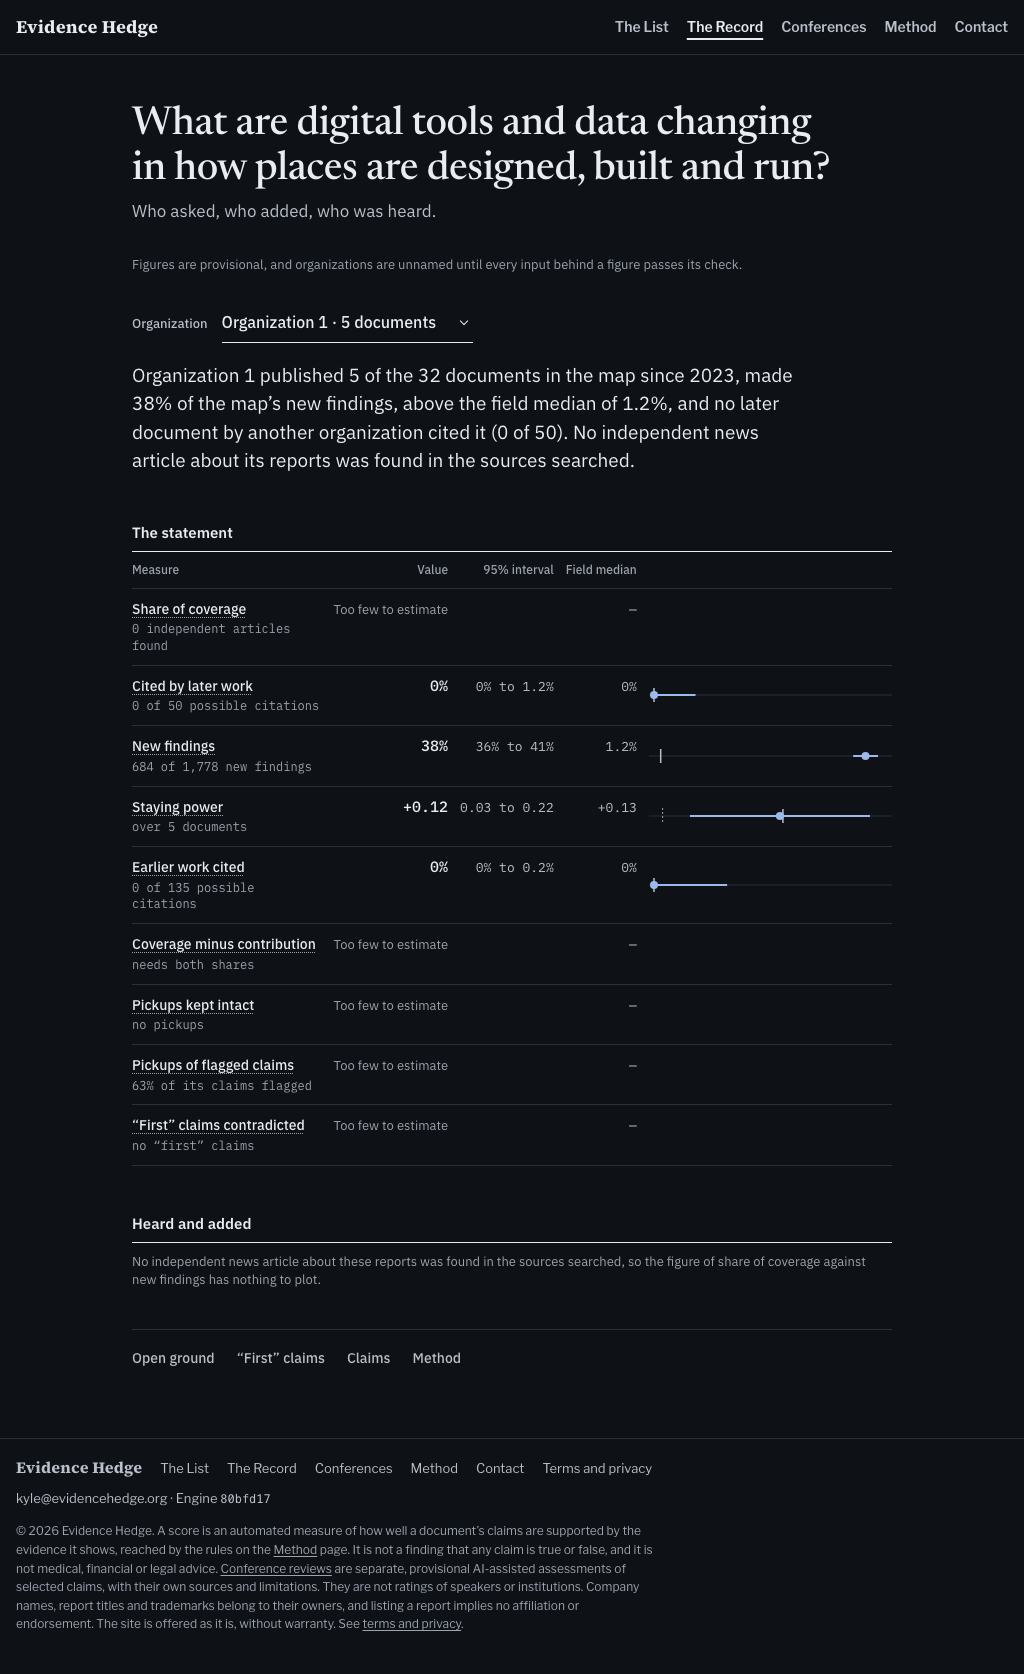 Evidence Hedge
The List The Record Conferences Method Contact
What are digital tools and data changing
in how places are designed, built and run?
Who asked, who added, who was heard.
Figures are provisional, and organizations are unnamed until every input behind a figure passes its check.
Organization Organization 1 · 5 documents
Organization 1 published 5 of the 32 documents in the map since 2023, made
38% of the map’s new findings, above the field median of 1.2%, and no later
document by another organization cited it (0 of 50). No independent news
article about its reports was found in the sources searched.
The statement
Measure Value 95% interval Field median
Share of coverage Too few to estimate –
0 independent articles
found
Cited by later work 0% 0% to 1.2% 0%
0 of 50 possible citations
New findings 38% 36% to 41% 1.2%
684 of 1,778 new findings
Staying power +0.12 0.03 to 0.22 +0.13
over 5 documents
Earlier work cited 0% 0% to 0.2% 0%
0 of 135 possible
citations
Coverage minus contribution Too few to estimate –
needs both shares
Pickups kept intact Too few to estimate –
no pickups
Pickups of flagged claims Too few to estimate –
63% of its claims flagged
“First” claims contradicted Too few to estimate –
no “first” claims
Heard and added
No independent news article about these reports was found in the sources searched, so the figure of share of coverage against
new findings has nothing to plot.
Open ground “First” claims Claims Method
Evidence Hedge The List The Record Conferences Method Contact Terms and privacy
kyle@evidencehedge.org · Engine 80bfd17
© 2026 Evidence Hedge. A score is an automated measure of how well a document’s claims are supported by the
evidence it shows, reached by the rules on the Method page. It is not a finding that any claim is true or false, and it is
not medical, financial or legal advice. Conference reviews are separate, provisional AI-assisted assessments of
selected claims, with their own sources and limitations. They are not ratings of speakers or institutions. Company
names, report titles and trademarks belong to their owners, and listing a report implies no affiliation or
endorsement. The site is offered as it is, without warranty. See terms and privacy.